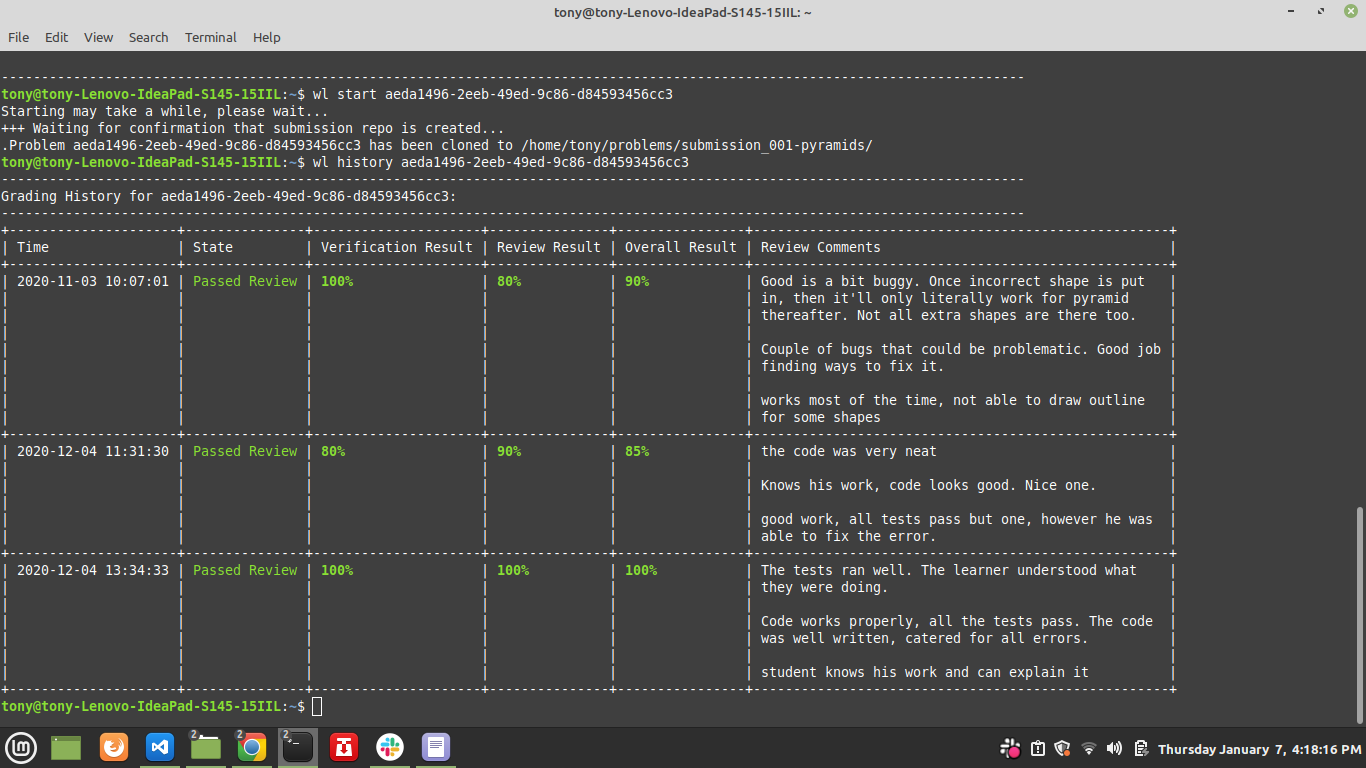 tony@tony-Lenovo-IdeaPad-S145-15IIL: ~
File Edit View Search Terminal Help
--------------------------------------------------------------------------------------------------------------------------------
tony@tony-Lenovo-IdeaPad-S145-15IIL:~$ wl start aeda1496-2eeb-49ed-9c86-d84593456cc3
Starting may take a while, please wait...
+++ Waiting for confirmation that submission repo is created...
.Problem aeda1496-2eeb-49ed-9c86-d84593456cc3 has been cloned to /home/tony/problems/submission_001-pyramids/
tony@tony-Lenovo-IdeaPad-S145-15IIL:~$ wl history aeda1496-2eeb-49ed-9c86-d84593456cc3
--------------------------------------------------------------------------------------------------------------------------------
Grading History for aeda1496-2eeb-49ed-9c86-d84593456cc3:
--------------------------------------------------------------------------------------------------------------------------------
| Time | State | Verification Result | Review Result | Overall Result | Review Comments |
| 2020-11-03 10:07:01 | Passed Review | 100% | 80% | 90% | Good is a bit buggy. Once incorrect shape is put |
in, then it'll only literally work for pyramid
thereafter. Not all extra shapes are there too.
Couple of bugs that could be problematic. Good job
finding ways to fix it.
works most of the time, not able to draw outline
for some shapes
| 2020-12-04 11:31:30 | Passed Review | 80% | 90% | 85% | the code was very neat |
Knows his work, code looks good. Nice one.
good work, all tests pass but one, however he was
able to fix the error.
| 2020-12-04 13:34:33 | Passed Review | 100% | 100% | 100% | The tests ran well. The learner understood what |
they were doing.
Code works properly, all the tests pass. The code
was well written, catered for all errors.
student knows his work and can explain it
tony@tony-Lenovo-IdeaPad-S145-15IIL:~$
2 2 2 Thursday January 7, 4:18:16 PM